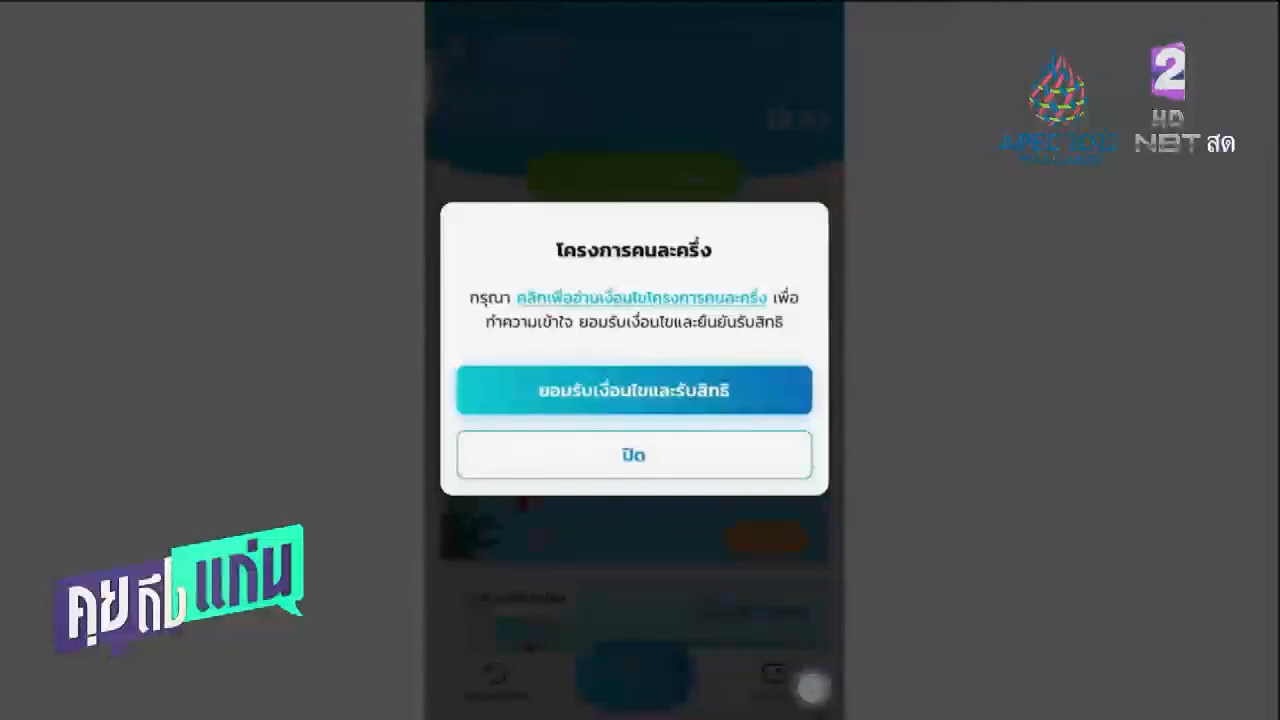 2
HD
NBT สด
APEC 2022
โครงการคนละครึ่ง
กรุณา คลิกเพื่ออ่านเงื่อนไขโครงการคนละครึ่ง เพื่อ
ทำความเข้าใจ ยอมรับเงื่อนไขและยืนยันรับสิทธิ
ยอมรับเงื่อนไขและรับสิทธิ
ปิด
คุยถึงแก่น